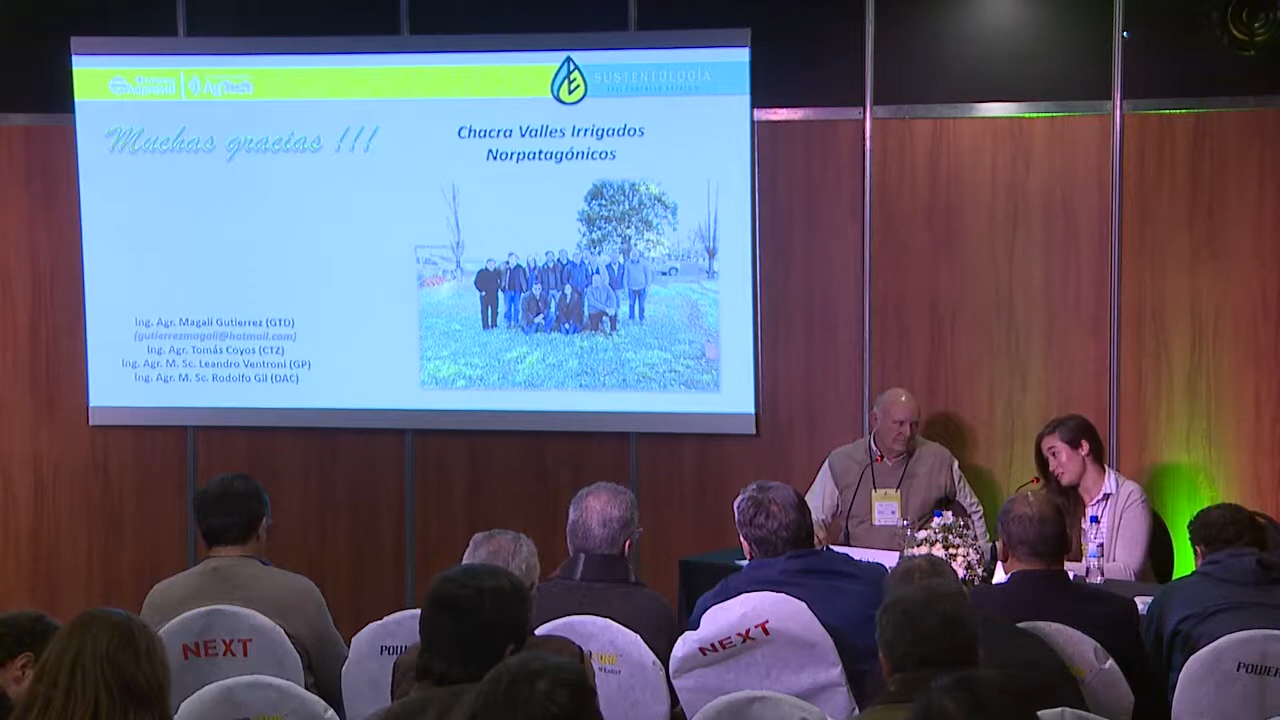 SUSTENTOLOGÍA
Muchas gracias !!!
Chacra Valles Irrigados
Norpatagónicos
Ing. Agr. Magalí Gutierrez (GTD)
(gutierrezmagali@hotmail.com)
Ing. Agr. Tomás Coyos (CTZ)
Ing. Agr. M. Sc. Leandro Ventroni (GP)
Ing. Agr. M. Sc. Rodolfo Gil (DAC)
NEXT
NEXT